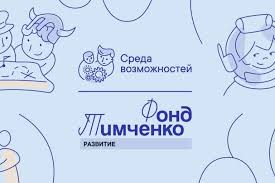 Среда
возможностей
Фонд
Тимченко
РАЗВИТИЕ